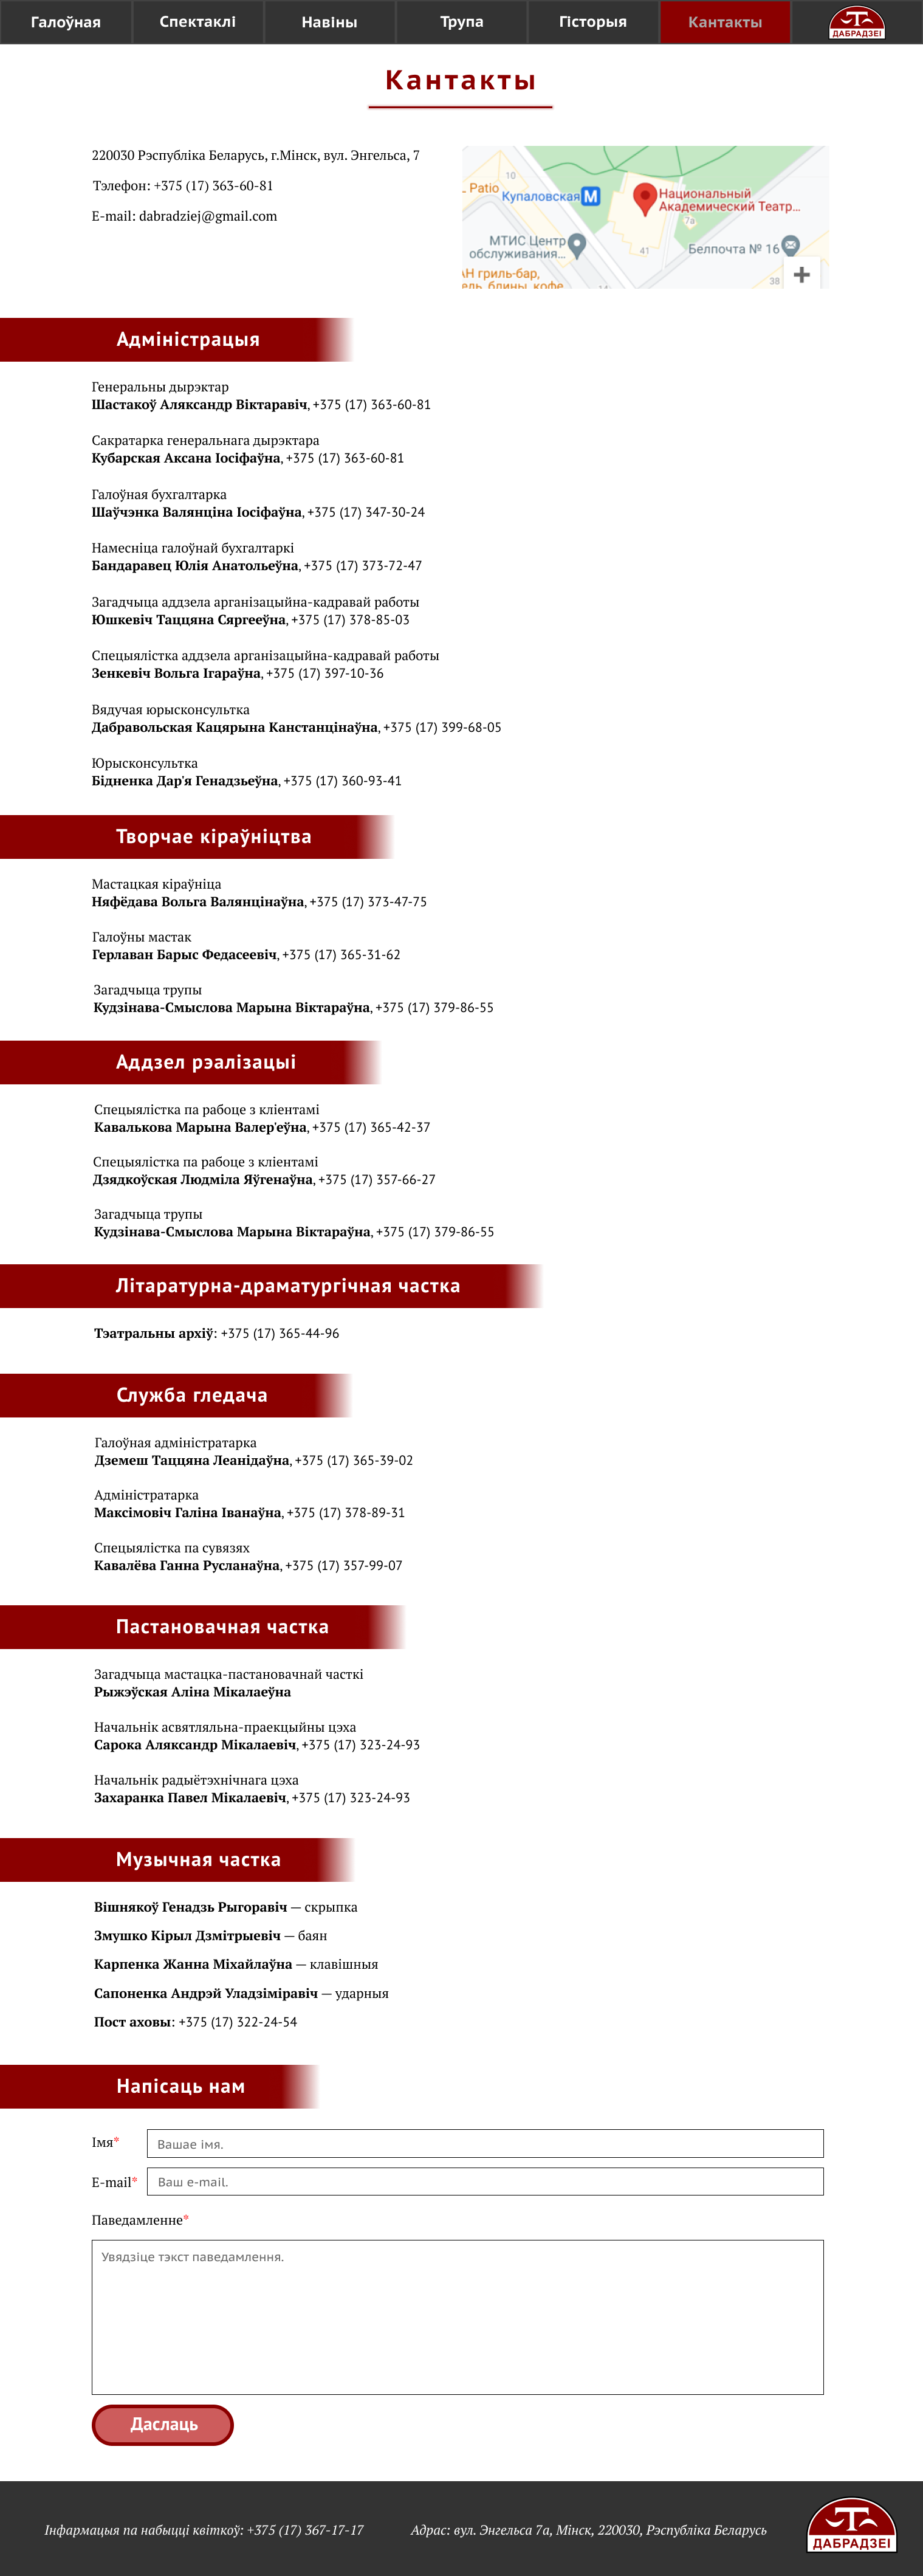 Галоўная
Спектаклі
Навіны
Трупа
Гісторыя
Кантакты
ДАБРАДЗЕІ
Кантакты
220030 Рэспубліка Беларусь, г.Мінск, вул. Энгельса, 7
Тэлефон: +375 (17) 363-60-81
E-mail: dabradziej@gmail.com
Patio
10
Купаловская
М
Национальный
Академический Театр...
7а
МТИС Центр
обслуживания...
41
Белпочта № 16
АН гриль-бар,
ель, блины, кофе
14
38
Адміністрацыя
Генеральны дырэктар
Шастакоў Аляксандр Віктаравіч, +375 (17) 363-60-81
Сакратарка генеральнага дырэктара
Кубарская Аксана Іосіфаўна, +375 (17) 363-60-81
Галоўная бухгалтарка
Шаўчэнка Валянціна Іосіфаўна, +375 (17) 347-30-24
Намесніца галоўнай бухгалтаркі
Бандаравец Юлія Анатольеўна, +375 (17) 373-72-47
Загадчыца аддзела арганізацыйна-кадравай работы
Юшкевіч Таццяна Сяргееўна, +375 (17) 378-85-03
Спецыялістка аддзела арганізацыйна-кадравай работы
Зенкевіч Вольга Ігараўна, +375 (17) 397-10-36
Вядучая юрысконсультка
Дабравольская Кацярына Канстанцінаўна, +375 (17) 399-68-05
Юрысконсультка
Бідненка Дар'я Генадзьеўна, +375 (17) 360-93-41
Творчае кіраўніцтва
Мастацкая кіраўніца
Няфёдава Вольга Валянцінаўна, +375 (17) 373-47-75
Галоўны мастак
Герлаван Барыс Федасеевіч, +375 (17) 365-31-62
Загадчыца трупы
Кудзінава-Смыслова Марына Віктараўна, +375 (17) 379-86-55
Аддзел рэалізацыі
Спецыялістка па рабоце з кліентамі
Кавалькова Марына Валер'еўна, +375 (17) 365-42-37
Спецыялістка па рабоце з кліентамі
Дзядкоўская Людміла Яўгенаўна, +375 (17) 357-66-27
Загадчыца трупы
Кудзінава-Смыслова Марына Віктараўна, +375 (17) 379-86-55
Літаратурна-драматургічная частка
Тэатральны архіў: +375 (17) 365-44-96
Служба гледача
Галоўная адміністратарка
Дземеш Таццяна Леанідаўна, +375 (17) 365-39-02
Адміністратарка
Максімовіч Галіна Іванаўна, +375 (17) 378-89-31
Спецыялістка па сувязях
Кавалёва Ганна Русланаўна, +375 (17) 357-99-07
Пастановачная частка
Загадчыца мастацка-пастановачнай часткі
Рыжэўская Аліна Мікалаеўна
Начальнік асвятляльна-праекцыйны цэха
Сарока Аляксандр Мікалаевіч, +375 (17) 323-24-93
Начальнік радыётэхнічнага цэха
Захаранка Павел Мікалаевіч, +375 (17) 323-24-93
Музычная частка
Вішнякоў Генадзь Рыгоравіч — скрыпка
Змушко Кірыл Дзмітрыевіч — баян
Карпенка Жанна Міхайлаўна — клавішныя
Сапоненка Андрэй Уладзіміравіч — ударныя
Пост аховы: +375 (17) 322-24-54
Напісаць нам
Імя*
Вашае імя.
E-mail*
Ваш e-mail.
Паведамленне*
Увядзіце тэкст паведамлення.
Даслаць
Інфармацыя па набыцці квіткоў: +375 (17) 367-17-17
Адрас: вул. Энгельса 7а, Мінск, 220030, Рэспубліка Беларусь
ДАБРАДЗЕІ